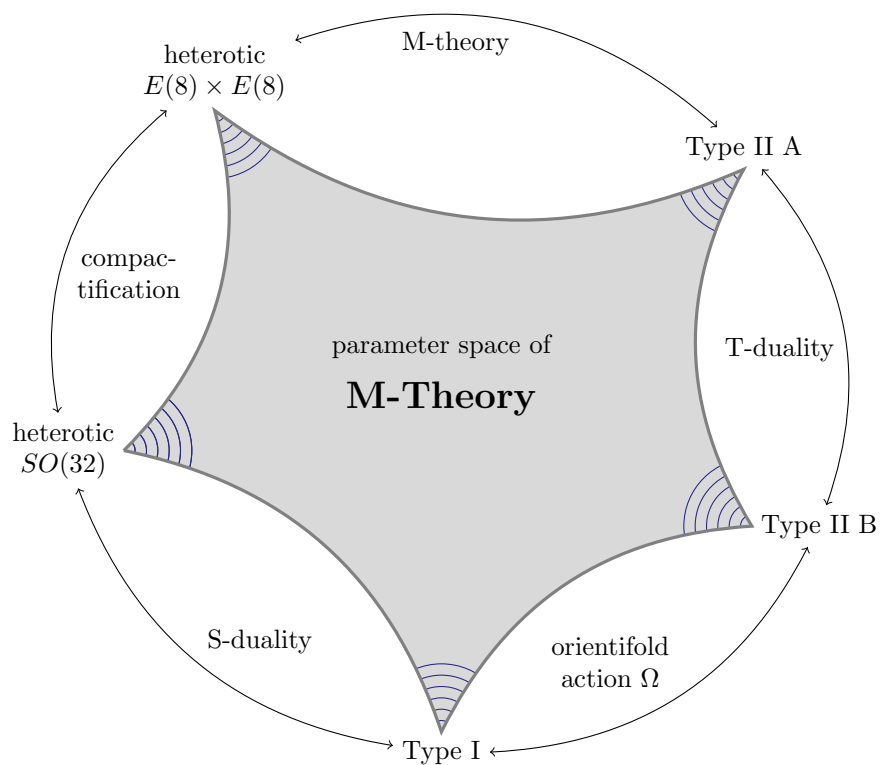 M-theory
heterotic
E(8) × E(8)
Type II A
compac-
tification
parameter space of
T-duality
M-Theory
heterotic
SO(32)
Type II B
S-duality
orientifold
action Ω
Type I